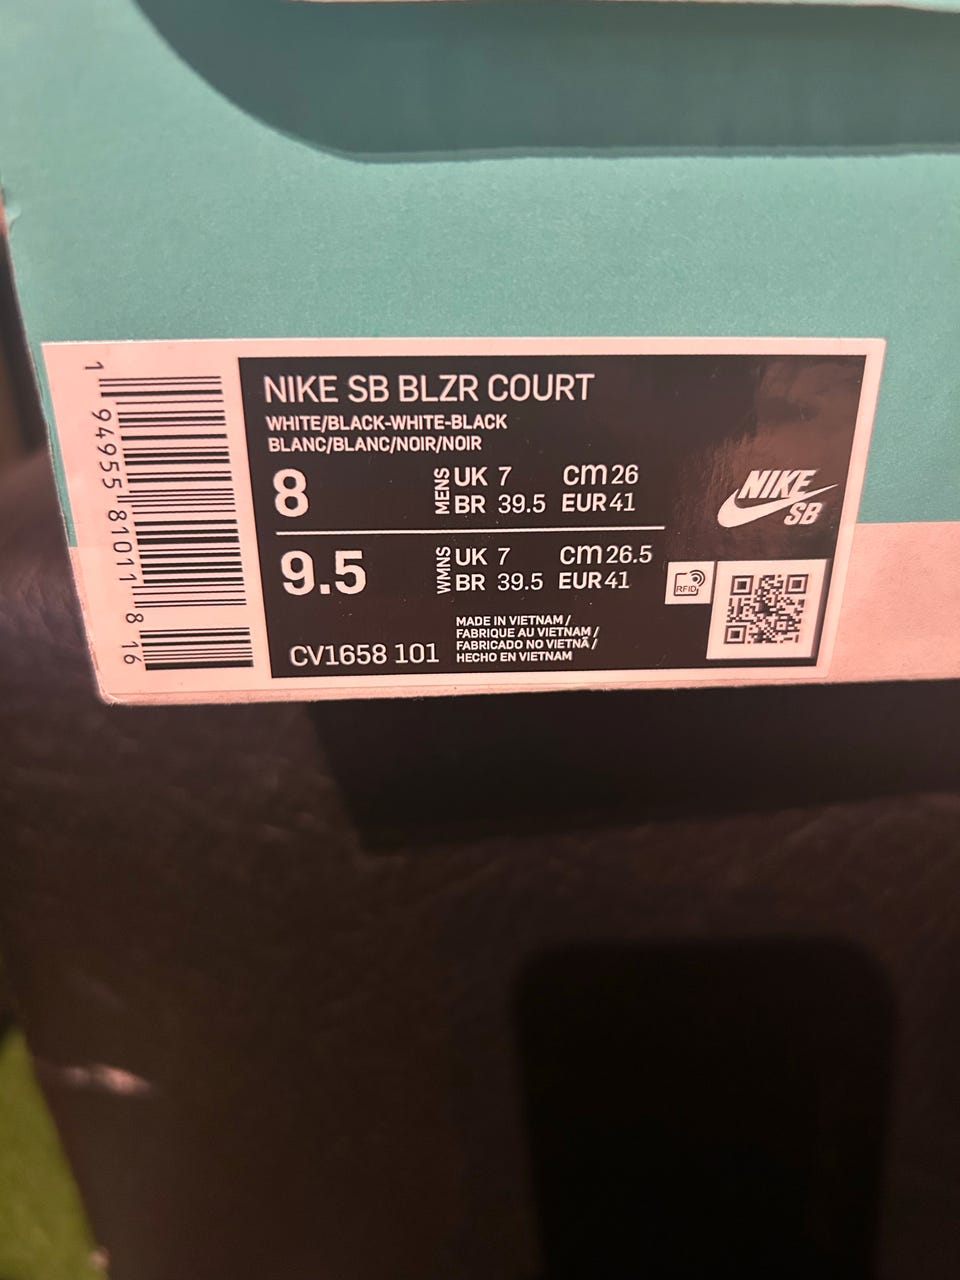 NIKE SB BLZR COURT
WHITE/BLACK-WHITE-BLACK
BLANC/BLANC/NOIR/NOIR
8 MENS UK 7 cm 26
BR 39.5 EUR 41
9.5 WMNS UK 7 cm 26.5
BR 39.5 EUR 41
CV1658 101
MADE IN VIETNAM /
FABRIQUE AU VIETNAM /
FABRICADO NO VIETNÃ /
HECHO EN VIETNAM
NIKE
SB
RFID
1 94955 81011 8 16